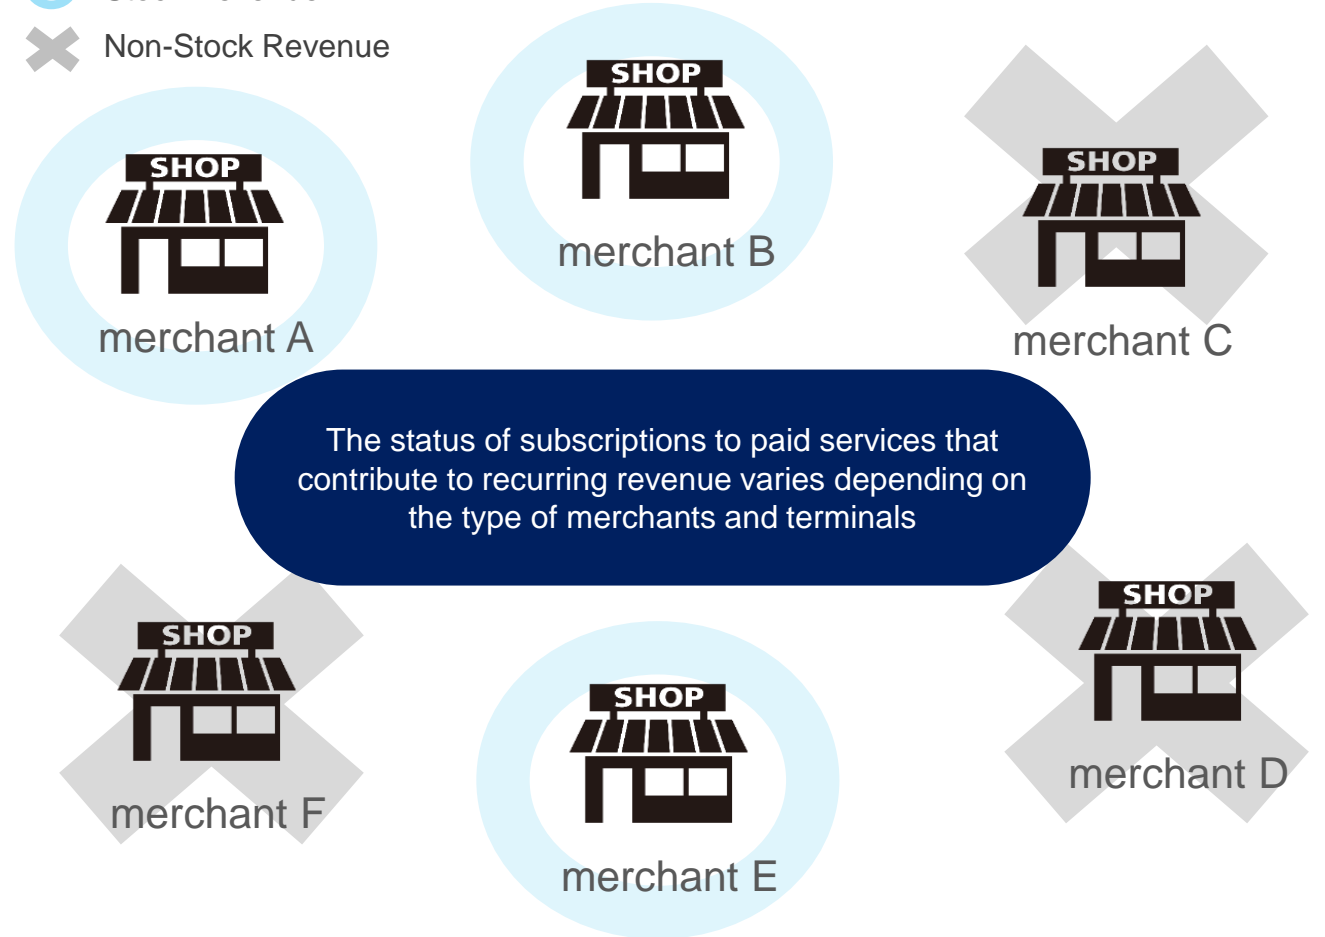 Non-Stock Revenue
SHOP
merchant A
SHOP
merchant B
SHOP
merchant C
The status of subscriptions to paid services that
contribute to recurring revenue varies depending on
the type of merchants and terminals
SHOP
merchant F
SHOP
merchant E
SHOP
merchant D